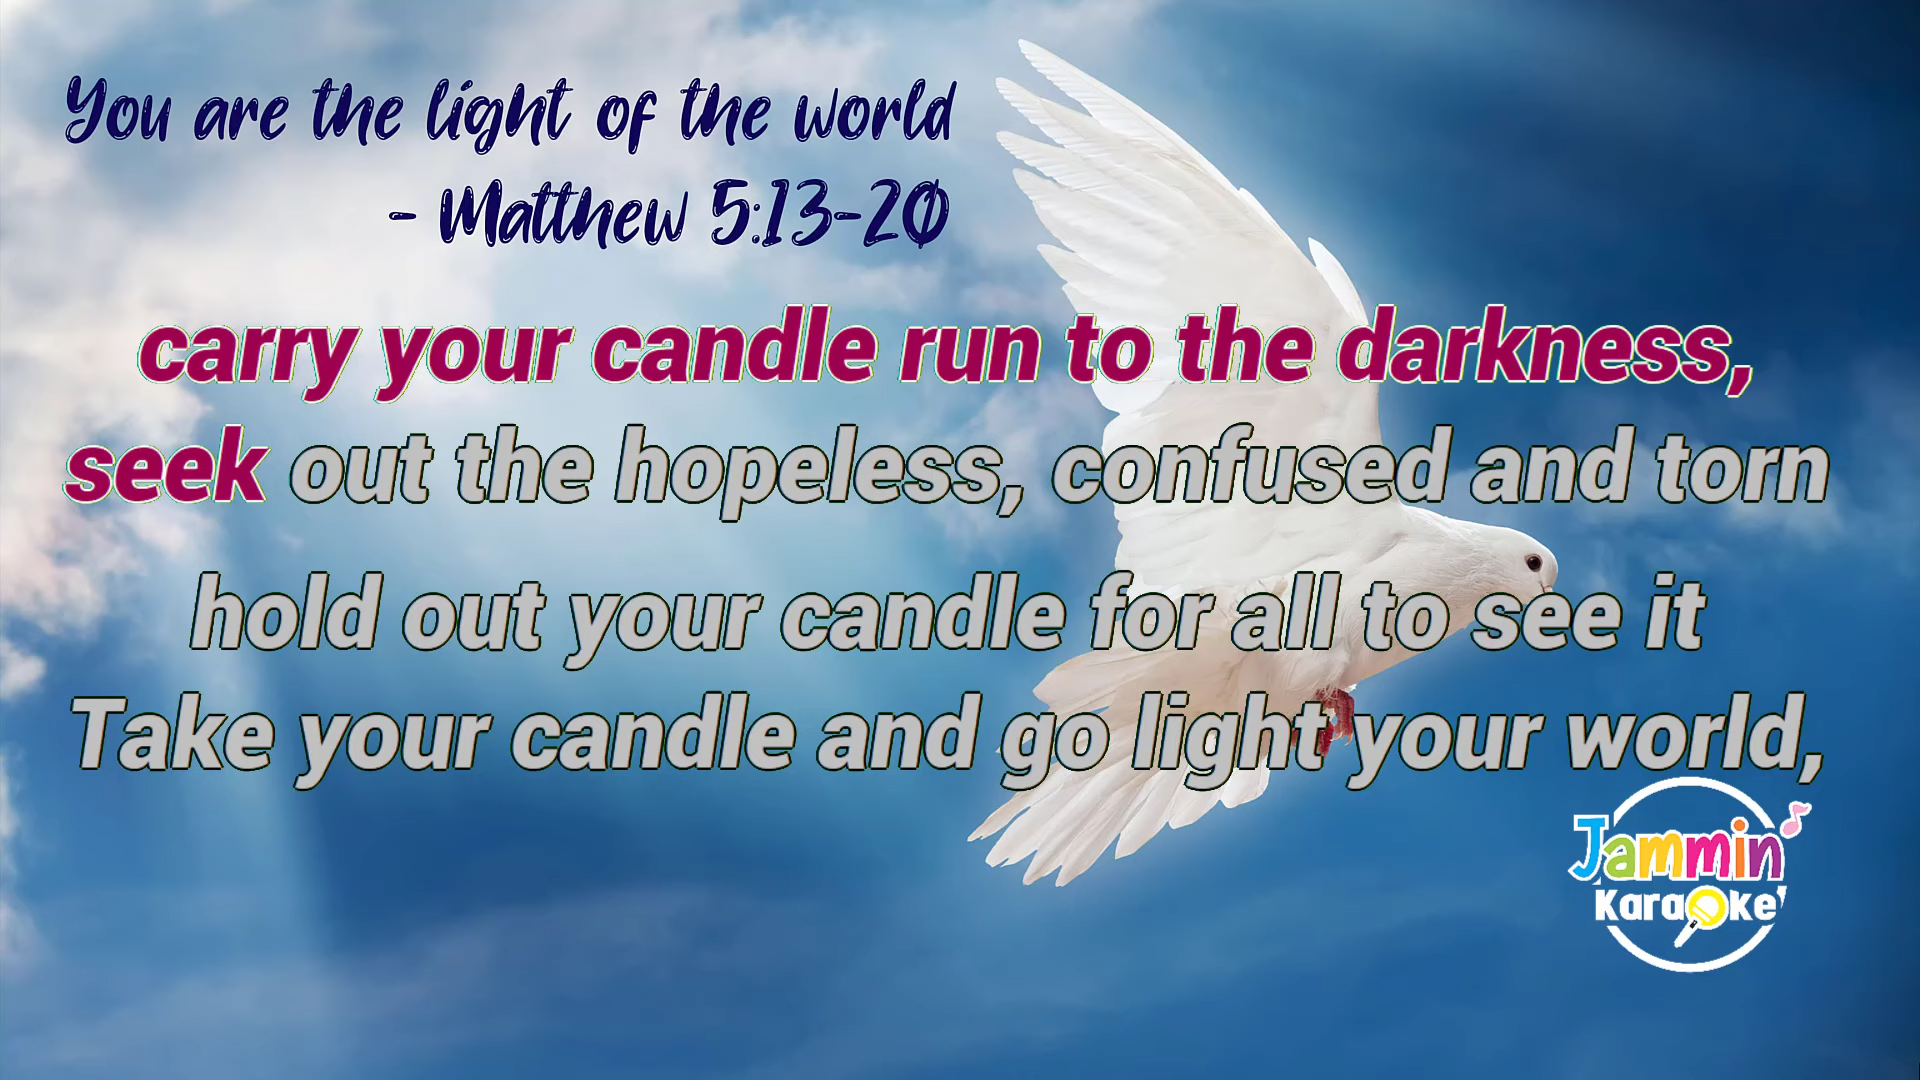 You are the light of the world
- Matthew 5:13-20
carry your candle run to the darkness,
seek out the hopeless, confused and torn
hold out your candle for all to see it
Take your candle and go light your world,
Jammin'
Karaoke